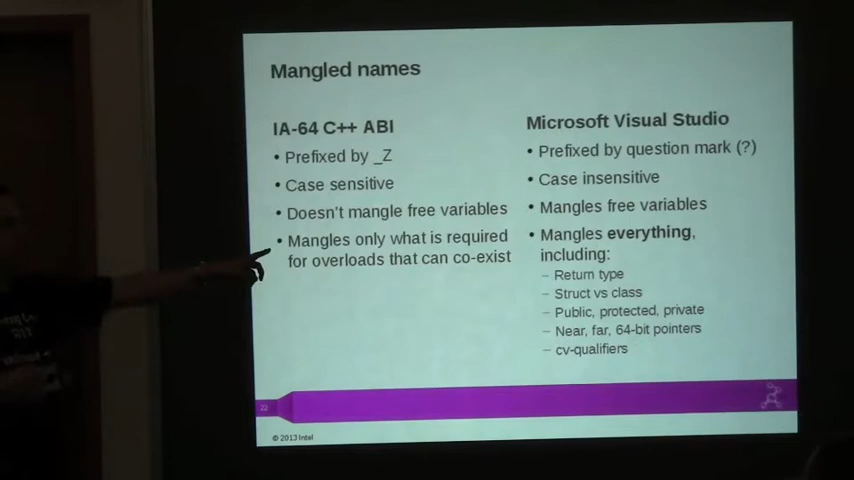 Mangled names
IA-64 C++ ABI
• Prefixed by _Z
• Case sensitive
• Doesn't mangle free variables
• Mangles only what is required
for overloads that can co-exist
Microsoft Visual Studio
• Prefixed by question mark (?)
• Case insensitive
• Mangles free variables
• Mangles everything,
including:
– Return type
– Struct vs class
– Public, protected, private
– Near, far, 64-bit pointers
– cv-qualifiers
22
© 2013 Intel